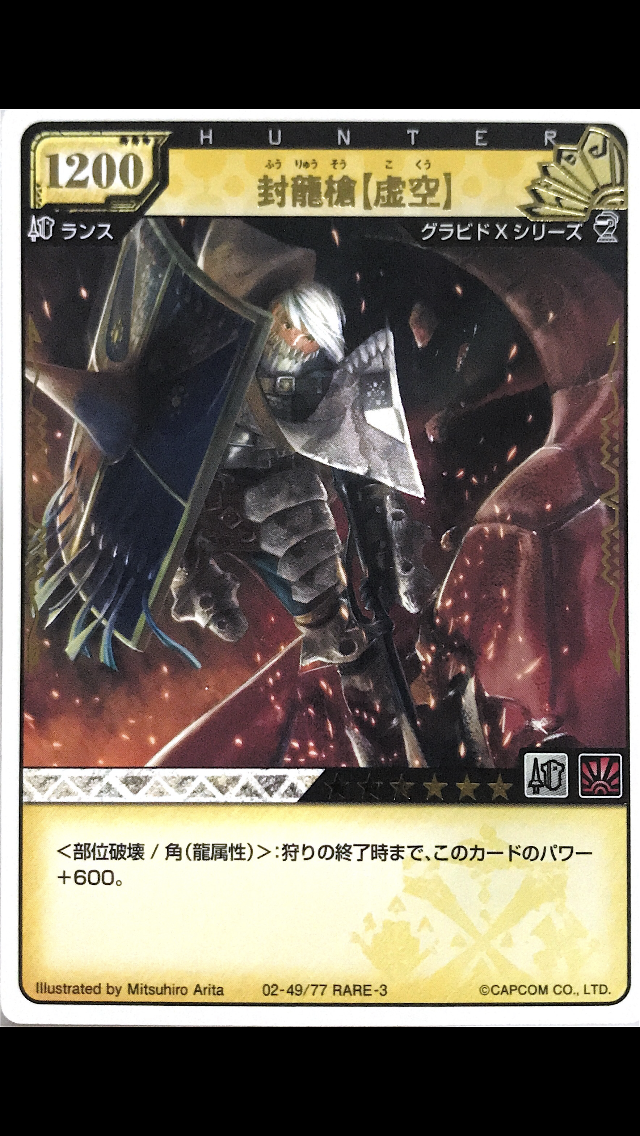 HUNTER
1200
ふう りゅう そう こ くう
封龍槍【虚空】
ランス
グラビドXシリーズ
<部位破壊 / 角(龍属性)>:狩りの終了時まで、このカードのパワー
+600。
Illustrated by Mitsuhiro Arita 02-49/77 RARE-3 ©CAPCOM CO., LTD.